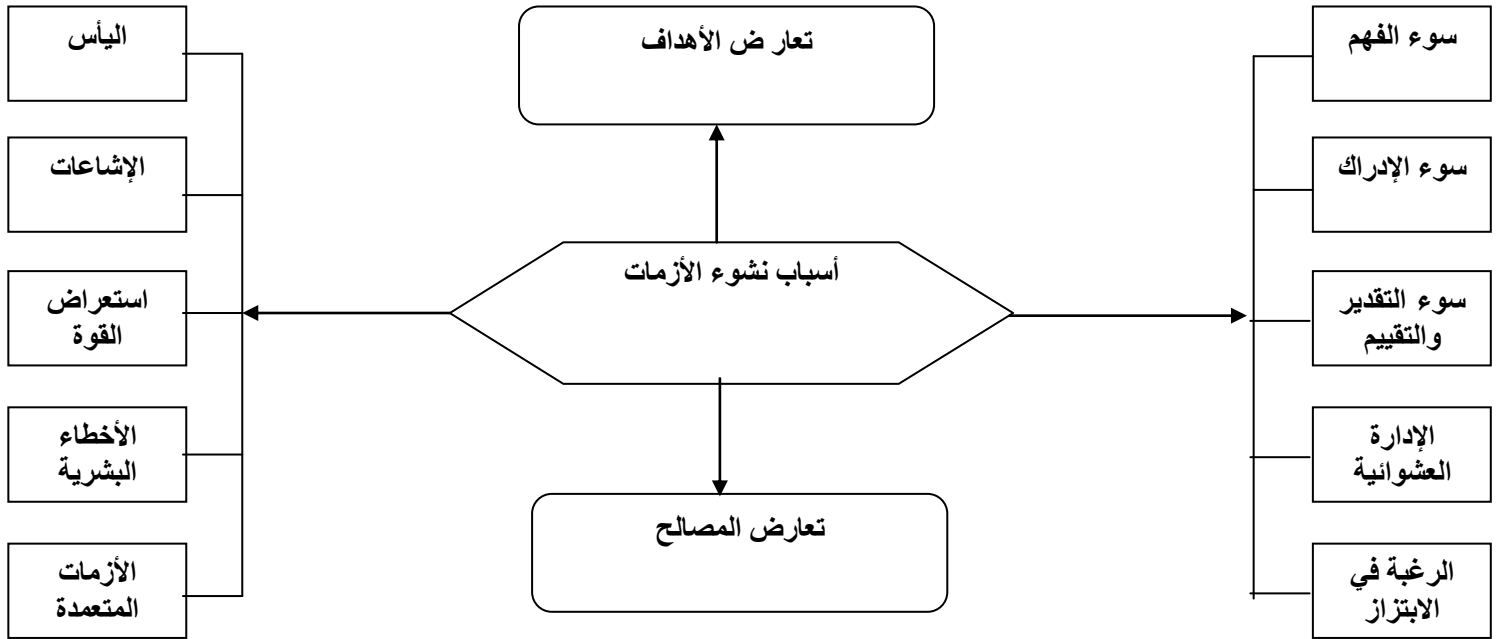 تعار ض الأهداف
سوء الفهم
سوء الإدراك
سوء التقدير
والتقييم
الإدارة
العشوائية
الرغبة في
الابتزاز
أسباب نشوء الأزمات
اليأس
الإشاعات
استعراض
القوة
الأخطاء
البشرية
الأزمات
المتعمدة
تعارض المصالح